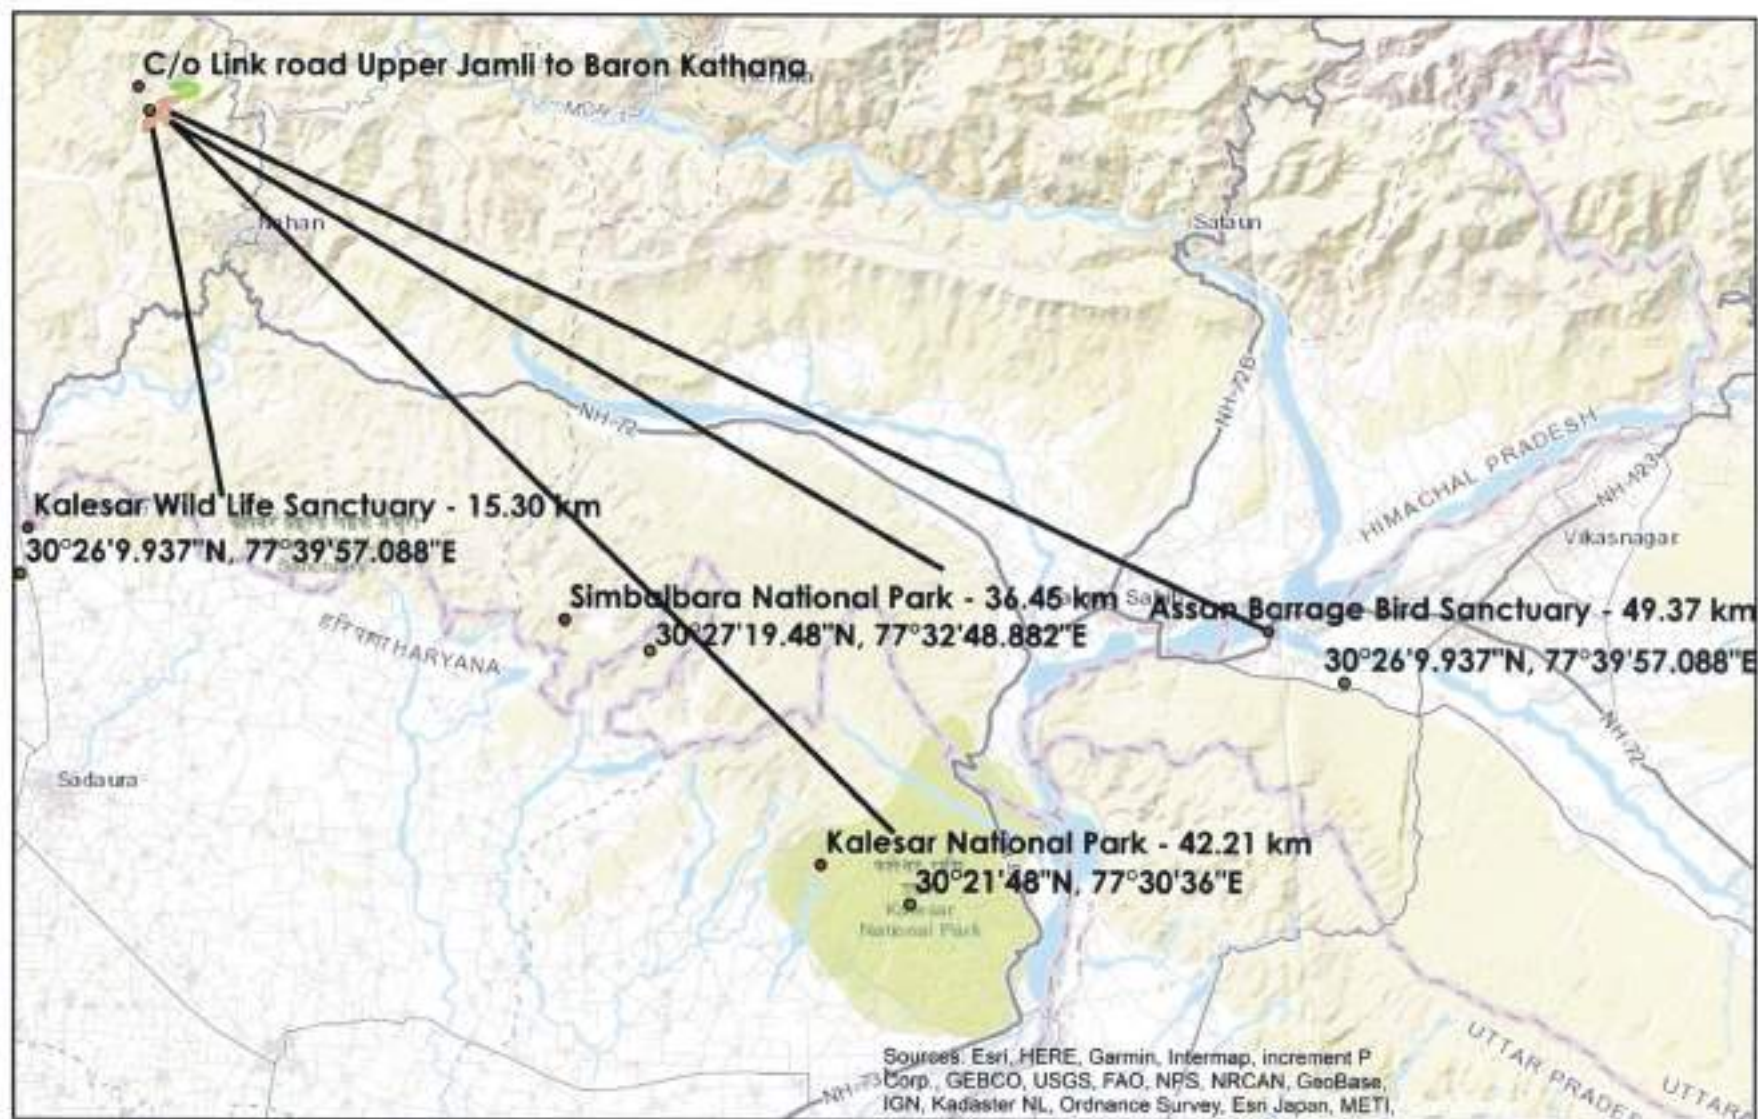 C/o Link road Upper Jamli to Baron Kathana
Nahan
Sataun
NH-72B
NH-72
HIMACHAL PRADESH
NH-123
Vikasnagar
Kalesar Wild Life Sanctuary - 15.30 km
30°26'9.937"N, 77°39'57.088"E
Simbalbara National Park - 36.45 km
30°27'19.48"N, 77°32'48.882"E
Assan Barrage Bird Sanctuary - 49.37 km
30°26'9.937"N, 77°39'57.088"E
हरियाणा HARYANA
NH-72
Sadaura
Kalesar National Park - 42.21 km
30°21'48"N, 77°30'36"E
Kalesar
National Park
UTTAR PRADE
UTTAR
Sources: Esri, HERE, Garmin, Intermap, increment P
Corp., GEBCO, USGS, FAO, NPS, NRCAN, GeoBase,
IGN, Kadaster NL, Ordnance Survey, Esri Japan, METI,